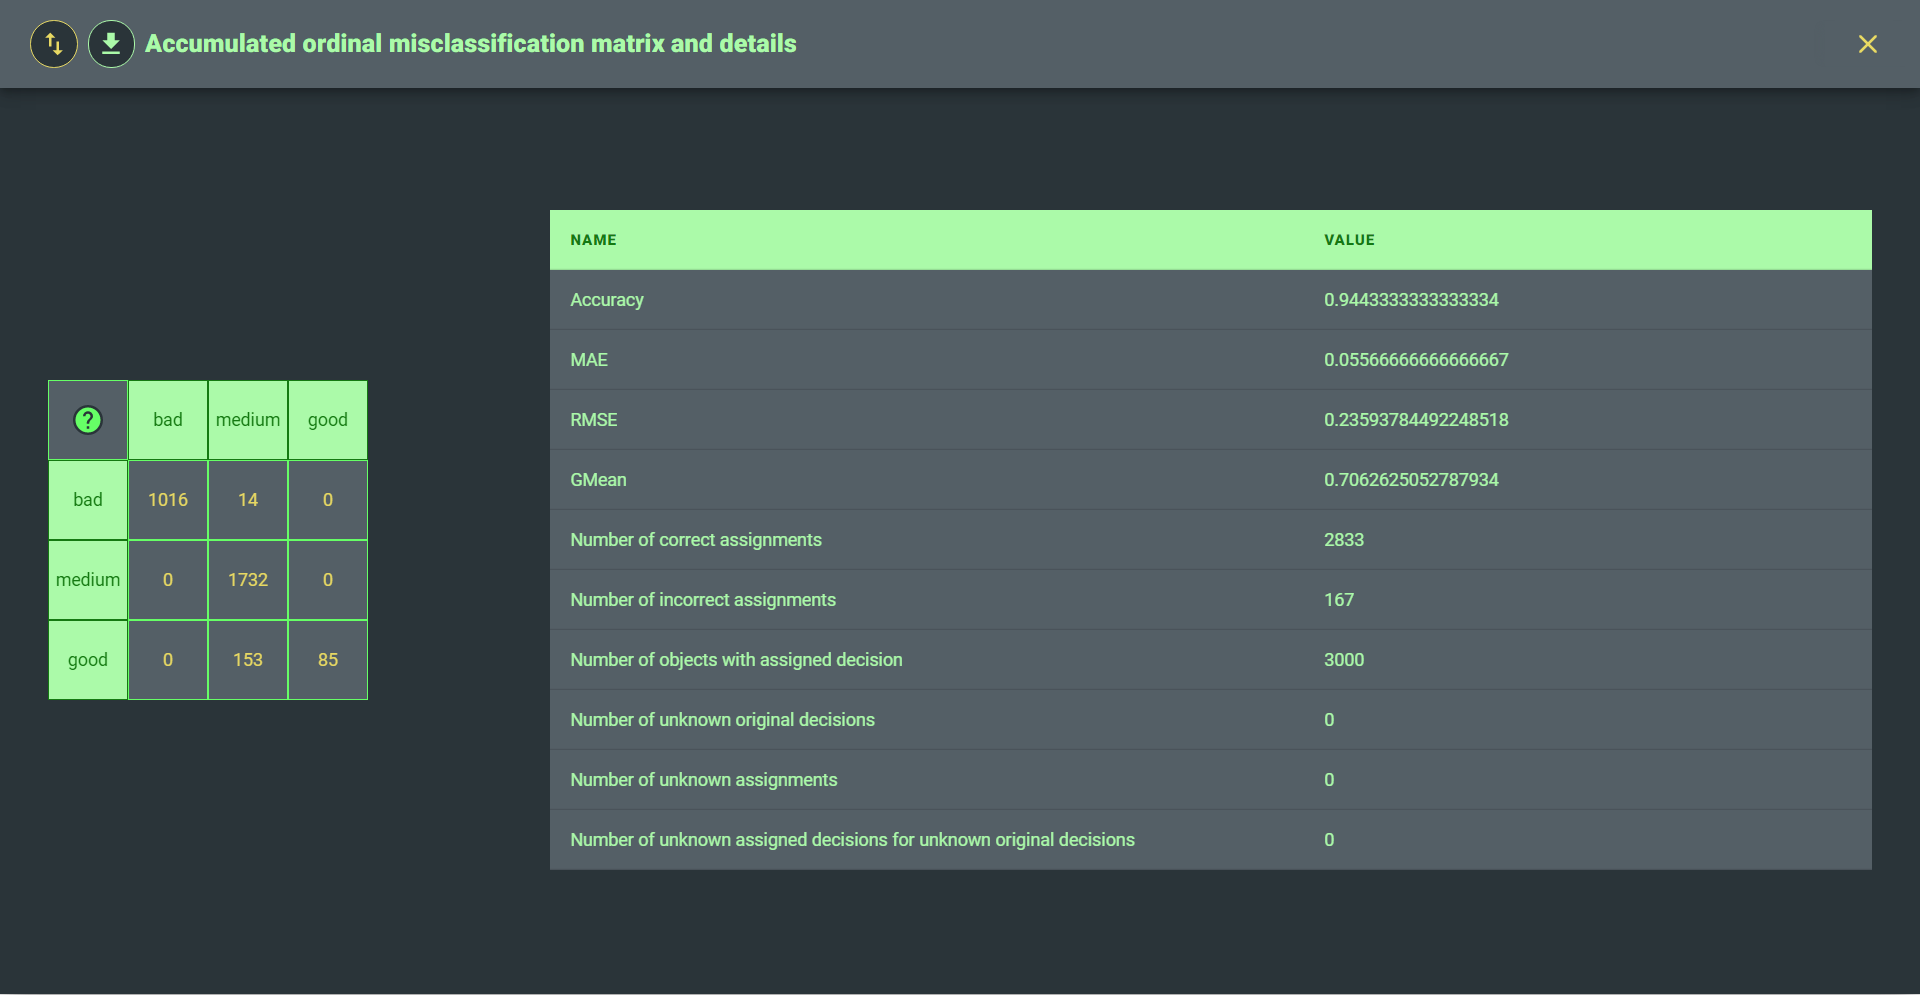 Accumulated ordinal misclassification matrix and details
NAME VALUE
Accuracy 0.9443333333333334
MAE 0.05566666666666667
RMSE 0.23593784492248518
GMean 0.7062625052787934
Number of correct assignments 2833
Number of incorrect assignments 167
Number of objects with assigned decision 3000
Number of unknown original decisions 0
Number of unknown assignments 0
Number of unknown assigned decisions for unknown original decisions 0
? bad medium good
bad 1016 14 0
medium 0 1732 0
good 0 153 85